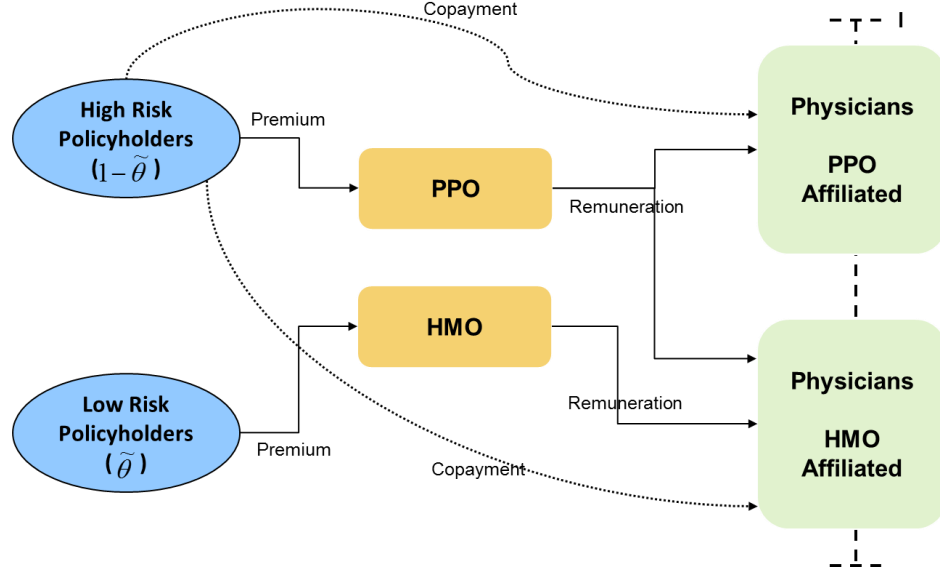 Copayment
High Risk
Policyholders
(1−θ̃)
Premium
PPO
Remuneration
Physicians
PPO
Affiliated
HMO
Remuneration
Low Risk
Policyholders
(θ̃)
Premium
Copayment
Physicians
HMO
Affiliated